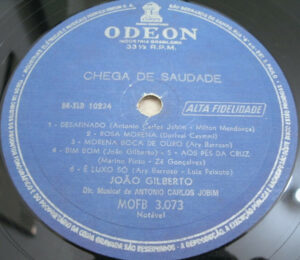 ODEON
INDÚSTRIA BRASILEIRA
33⅓ R.P.M.
CHEGA DE SAUDADE
ALTA FIDELIDADE
1 - DESAFINADO (Antonio Carlos Jobim - Milton Mendonça)
2 - ROSA MORENA (Dorival Caymmi)
3 - MORENA BOCA DE OURO (Ary Barroso)
4 - BIM BOM (João Gilberto) - 5 - AOS PÉS DA CRUZ
(Marino Pinto - Zé Gonçalves)
6 - É LUXO SÓ (Ary Barroso - Luiz Peixoto)
JOÃO GILBERTO
Dir. Musical de ANTONIO CARLOS JOBIM
MOFB 3.073